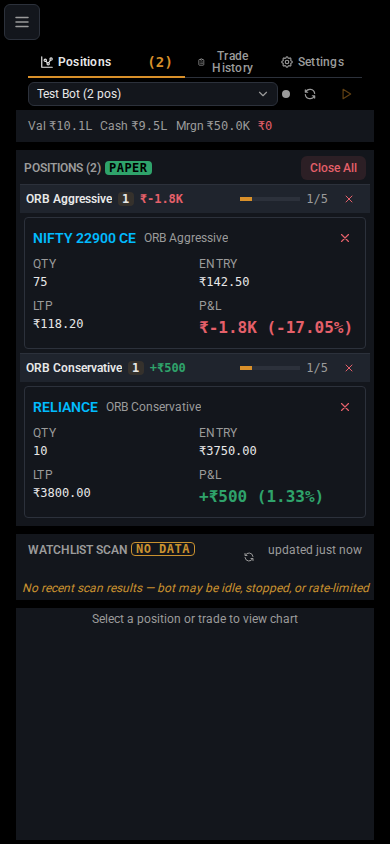 Positions (2) Trade History Settings
Test Bot (2 pos)
Val ₹10.1L Cash ₹9.5L Mrgn ₹50.0K ₹0
POSITIONS (2) PAPER Close All
ORB Aggressive 1 ₹-1.8K 1/5
NIFTY 22900 CE ORB Aggressive
QTY ENTRY
75 ₹142.50
LTP P&L
₹118.20 ₹-1.8K (-17.05%)
ORB Conservative 1 +₹500 1/5
RELIANCE ORB Conservative
QTY ENTRY
10 ₹3750.00
LTP P&L
₹3800.00 +₹500 (1.33%)
WATCHLIST SCAN NO DATA updated just now
No recent scan results — bot may be idle, stopped, or rate-limited
Select a position or trade to view chart